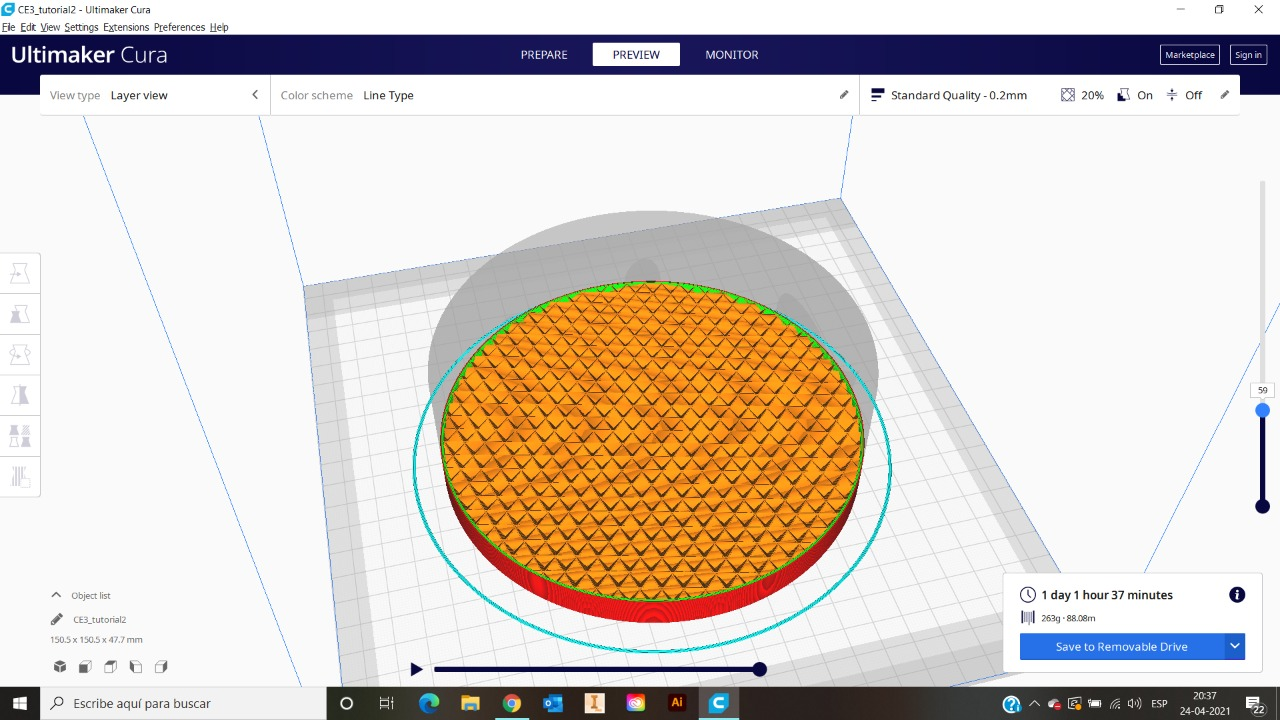 CE3_tutorial2 - Ultimaker Cura
File Edit View Settings Extensions Preferences Help
Ultimaker Cura
PREPARE
PREVIEW
MONITOR
Marketplace
Sign in
View type Layer view
Color scheme Line Type
Standard Quality - 0.2mm
20%
On
Off
59
Object list
CE3_tutorial2
150.5 x 150.5 x 47.7 mm
1 day 1 hour 37 minutes
263g · 88.08m
Save to Removable Drive
Escribe aquí para buscar
Ai
ESP
20:37
24-04-2021
22